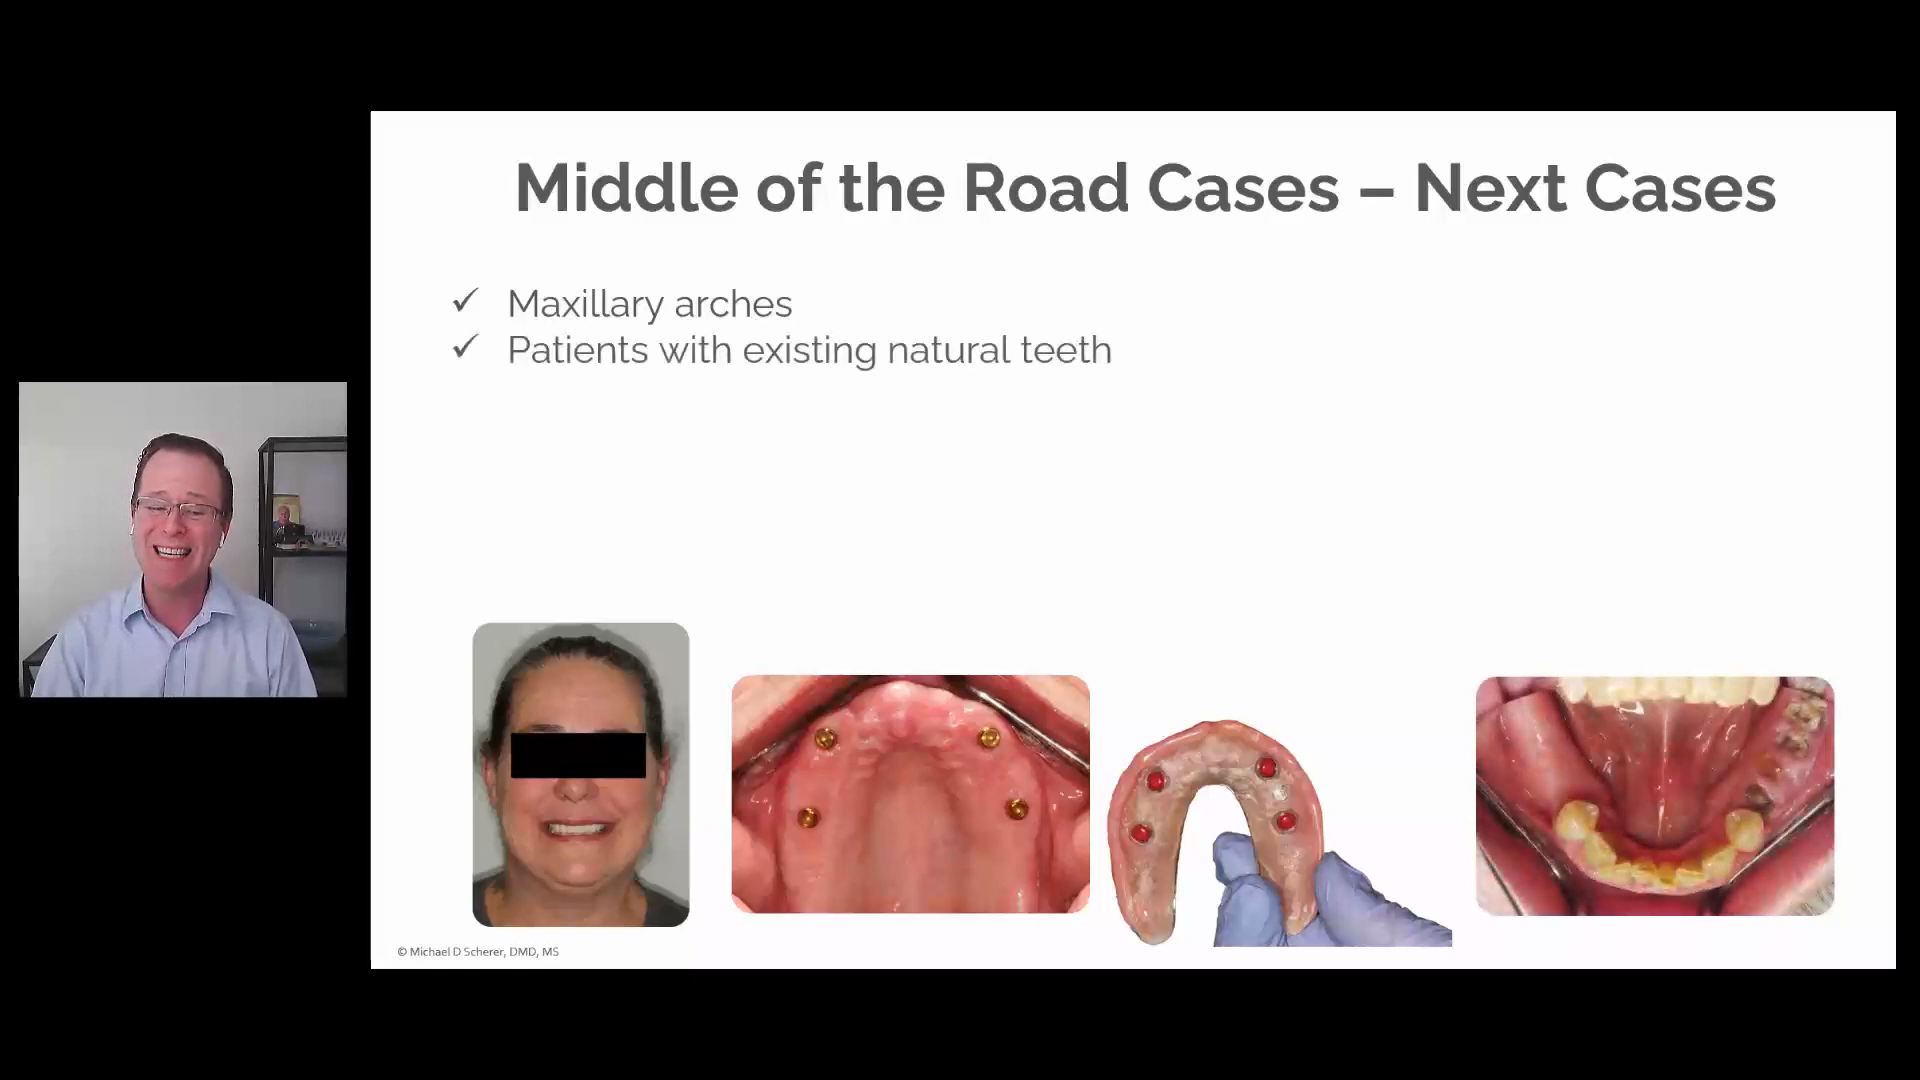 Middle of the Road Cases – Next Cases
✓ Maxillary arches
✓ Patients with existing natural teeth
© Michael D Scherer, DMD, MS